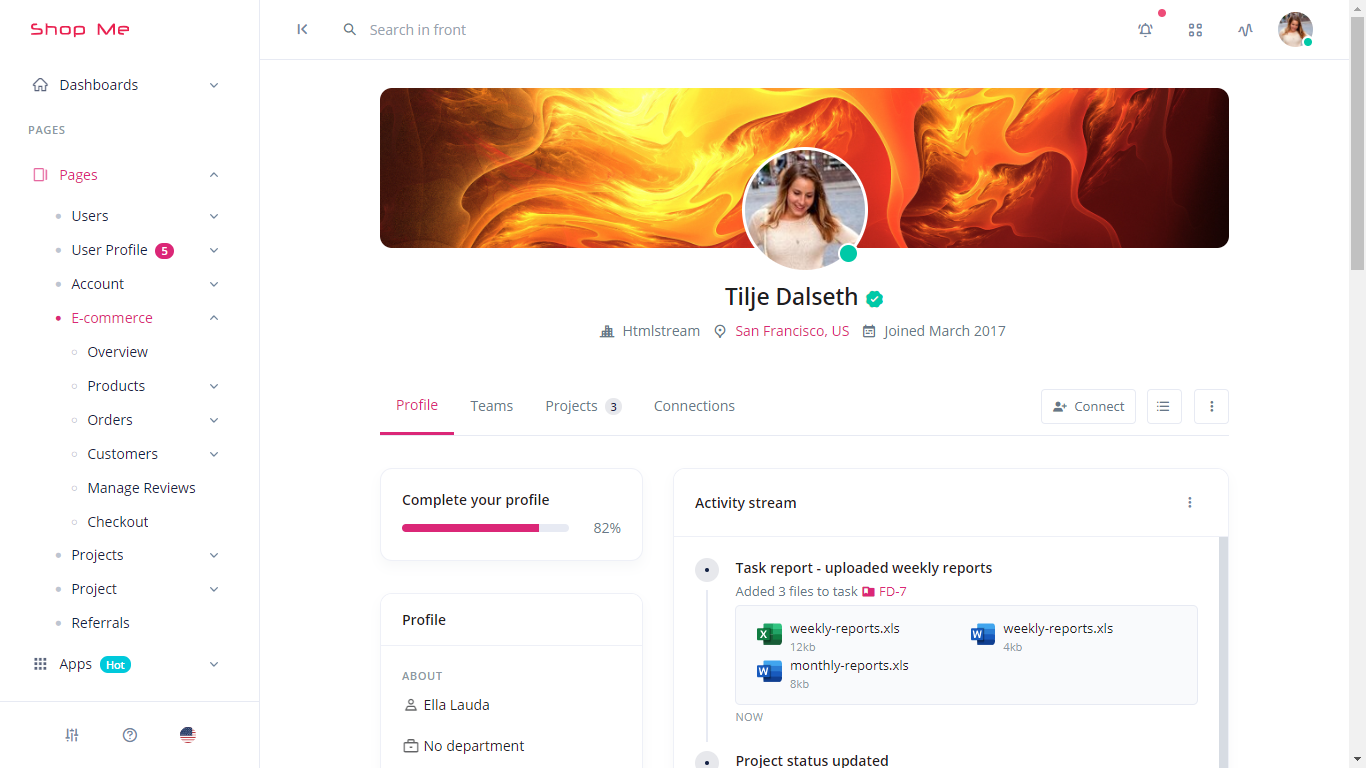 Shop Me
Search in front
Dashboards
PAGES
Pages
Users
User Profile 5
Account
E-commerce
Overview
Products
Orders
Customers
Manage Reviews
Checkout
Projects
Project
Referrals
Apps Hot
Tilje Dalseth
Htmlstream San Francisco, US Joined March 2017
Profile Teams Projects 3 Connections Connect
Complete your profile
82%
Profile
ABOUT
Ella Lauda
No department
Activity stream
Task report - uploaded weekly reports
Added 3 files to task FD-7
weekly-reports.xls
12kb
weekly-reports.xls
4kb
monthly-reports.xls
8kb
NOW
Project status updated